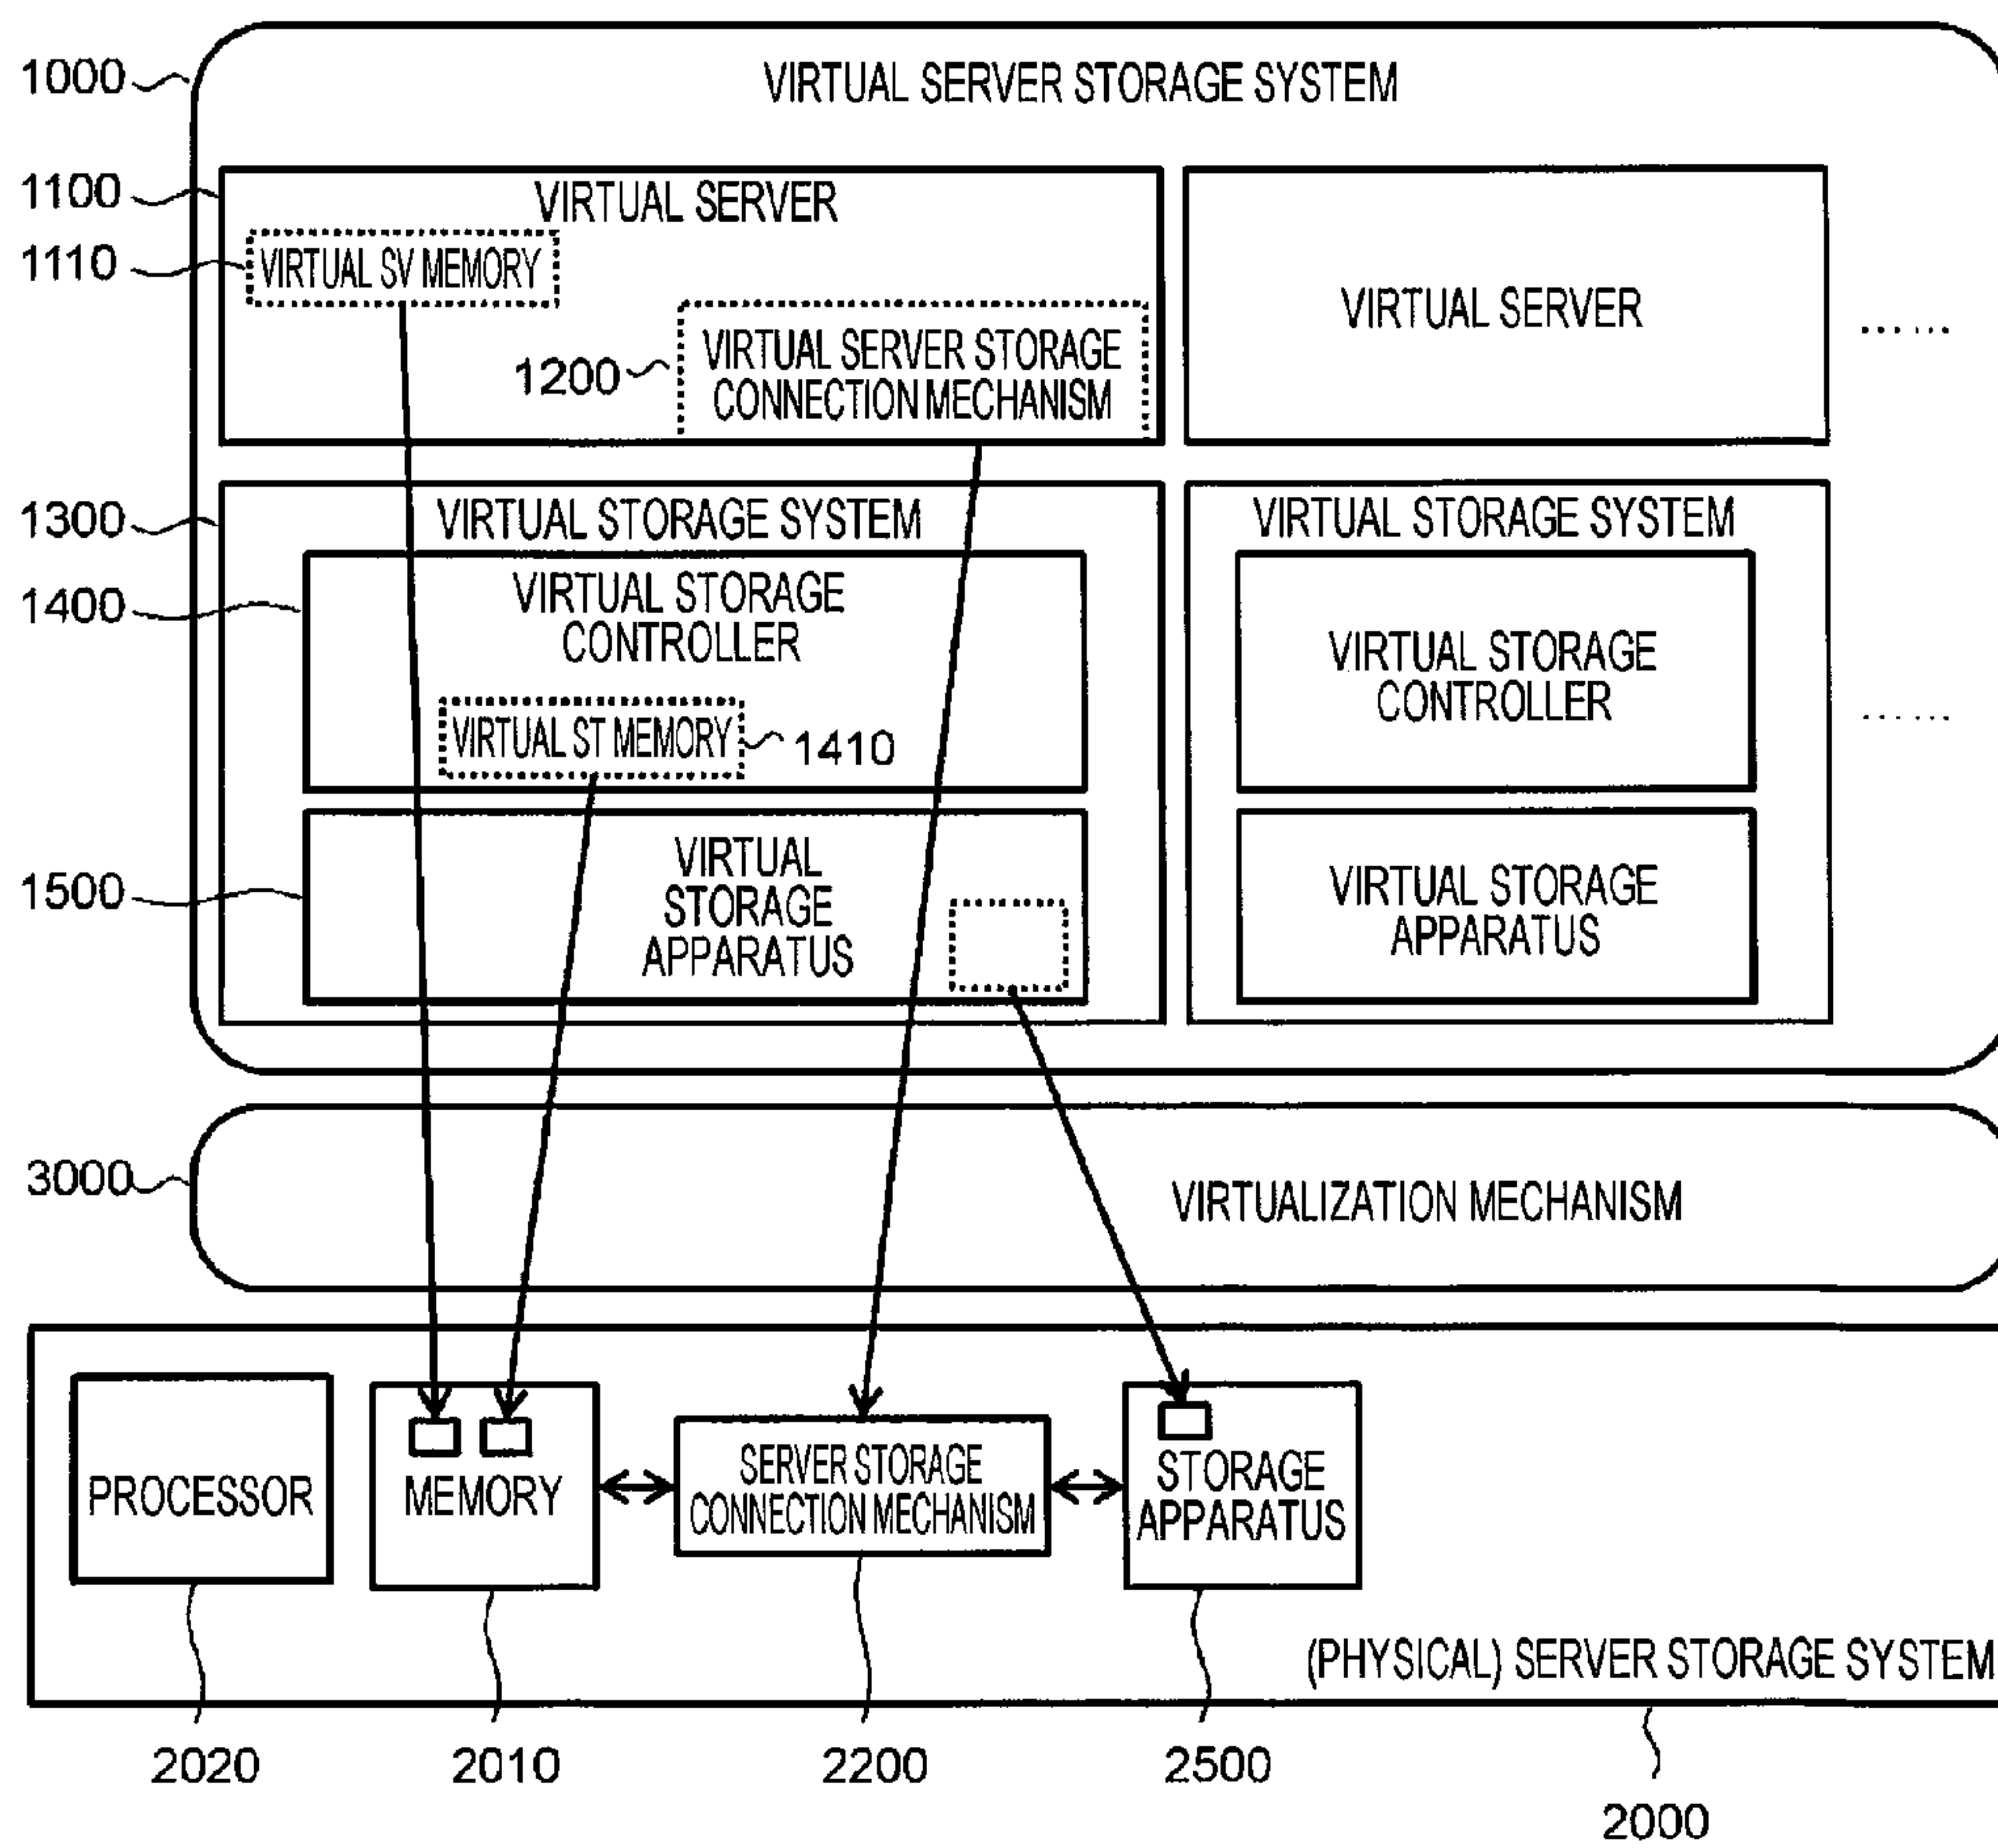 1000
VIRTUAL SERVER STORAGE SYSTEM
1100
VIRTUAL SERVER
1110
VIRTUAL SV MEMORY
1200
VIRTUAL SERVER STORAGE
CONNECTION MECHANISM
VIRTUAL SERVER
......
1300
VIRTUAL STORAGE SYSTEM
1400
VIRTUAL STORAGE
CONTROLLER
VIRTUAL ST MEMORY
1410
1500
VIRTUAL
STORAGE
APPARATUS
VIRTUAL STORAGE SYSTEM
VIRTUAL STORAGE
CONTROLLER
......
VIRTUAL STORAGE
APPARATUS
3000
VIRTUALIZATION MECHANISM
PROCESSOR
MEMORY
SERVER STORAGE
CONNECTION MECHANISM
STORAGE
APPARATUS
(PHYSICAL) SERVER STORAGE SYSTEM
2020
2010
2200
2500
2000